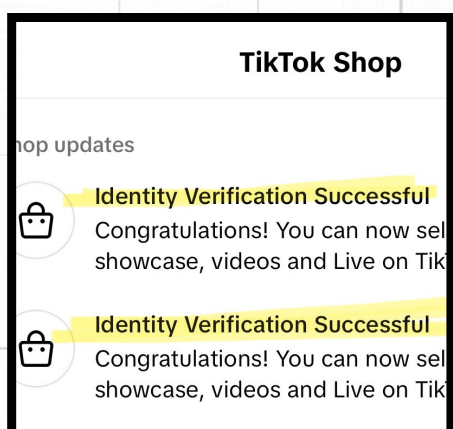 TikTok Shop
hop updates
Identity Verification Successful
Congratulations! You can now sel
showcase, videos and Live on Tik
Identity Verification Successful
Congratulations! You can now sel
showcase, videos and Live on Tik